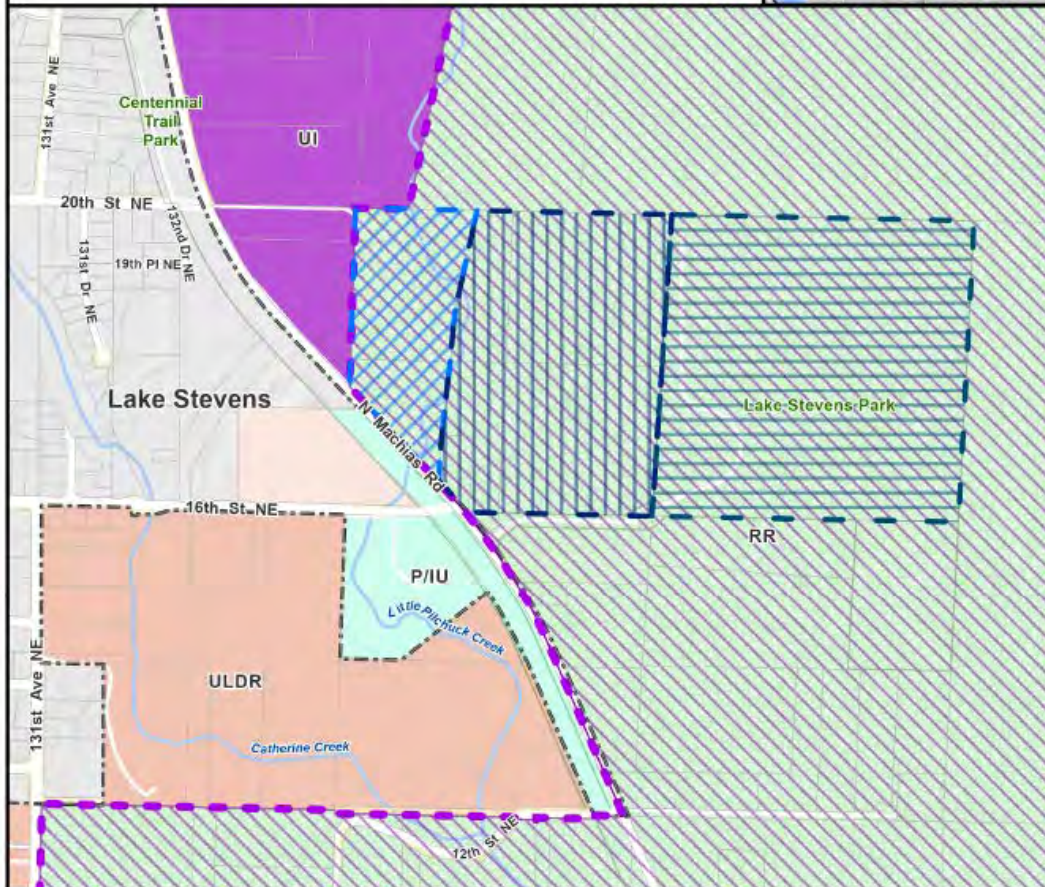 131st Ave NE
Centennial
Trail
Park
UI
20th St NE
132nd Dr NE
131st Dr NE
19th Pl NE
Lake Stevens
N Machias Rd
Lake Stevens Park
16th St NE
RR
P/IU
Little Pilchuck Creek
131st Ave NE
ULDR
Catherine Creek
12th St NE